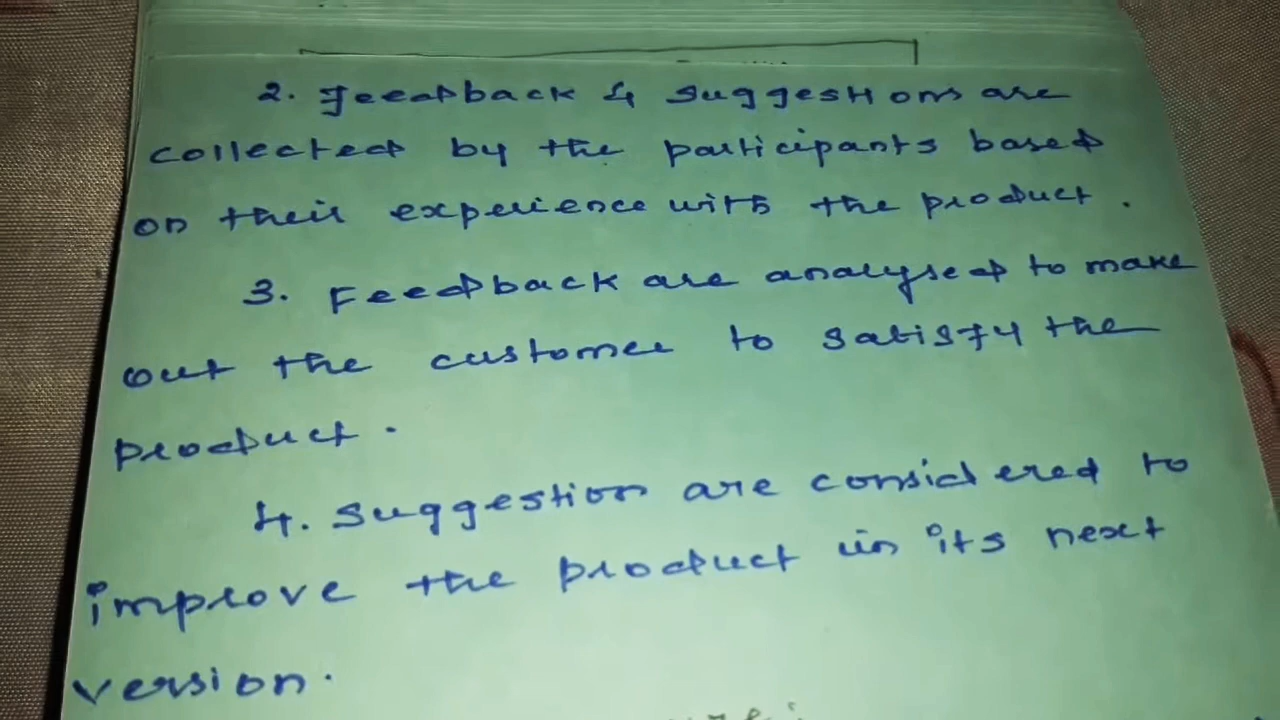 2. Feedback & suggestions are
collected by the participants based
on their experience with the product.
3. Feedback are analysed to make
out the customer to satisfy the
product.
4. suggestion are considered to
improve the product in its next
version.